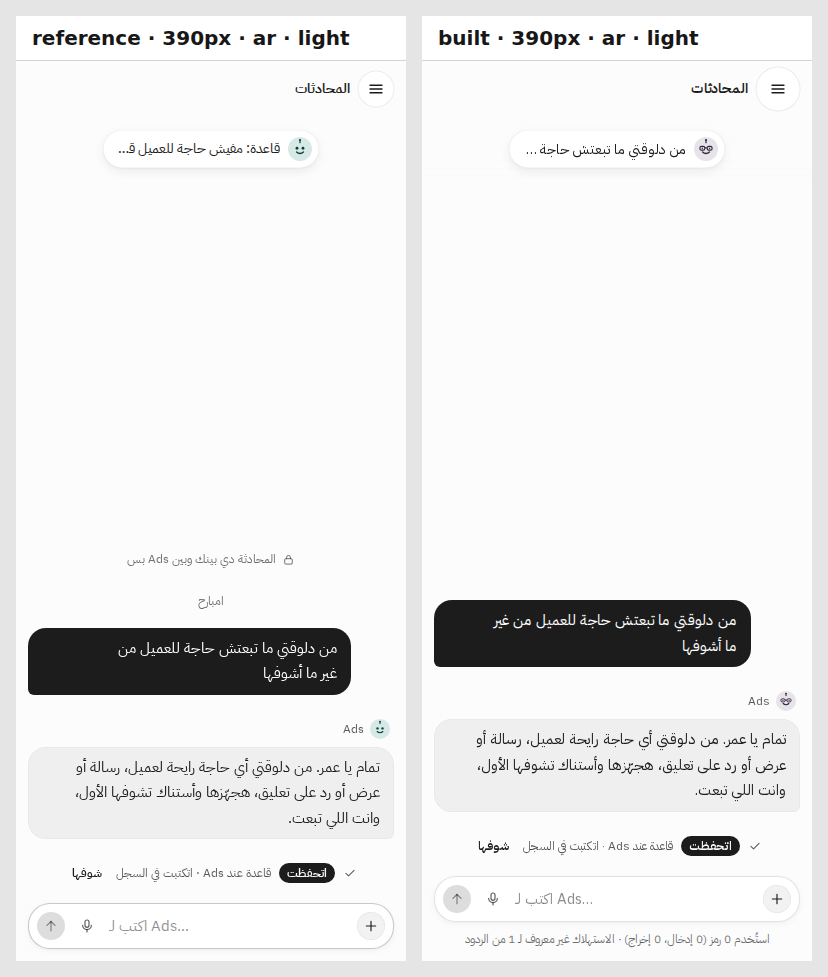 reference · 390px · ar · light
المحادثات
قاعدة: مفيش حاجة للعميل قـ...
المحادثة دي بينك وبين Ads بس
امبارح
من دلوقتي ما تبعتش حاجة للعميل من
غير ما أشوفها
Ads
تمام يا عمر. من دلوقتي أي حاجة رايحة لعميل، رسالة أو
عرض أو رد على تعليق، هجهّزها وأستناك تشوفها الأول،
وانت اللي تبعت.
اتحفظت قاعدة عند Ads · اتكتبت في السجل شوفها
اكتب لـ Ads...
built · 390px · ar · light
المحادثات
من دلوقتي ما تبعتش حاجة ...
من دلوقتي ما تبعتش حاجة للعميل من غير
ما أشوفها
Ads
تمام يا عمر. من دلوقتي أي حاجة رايحة لعميل، رسالة أو
عرض أو رد على تعليق، هجهّزها وأستناك تشوفها الأول،
وانت اللي تبعت.
اتحفظت قاعدة عند Ads · اتكتبت في السجل شوفها
اكتب لـ Ads...
استُخدم 0 رمز (0 إدخال، 0 إخراج) · الاستهلاك غير معروف لـ 1 من الردود